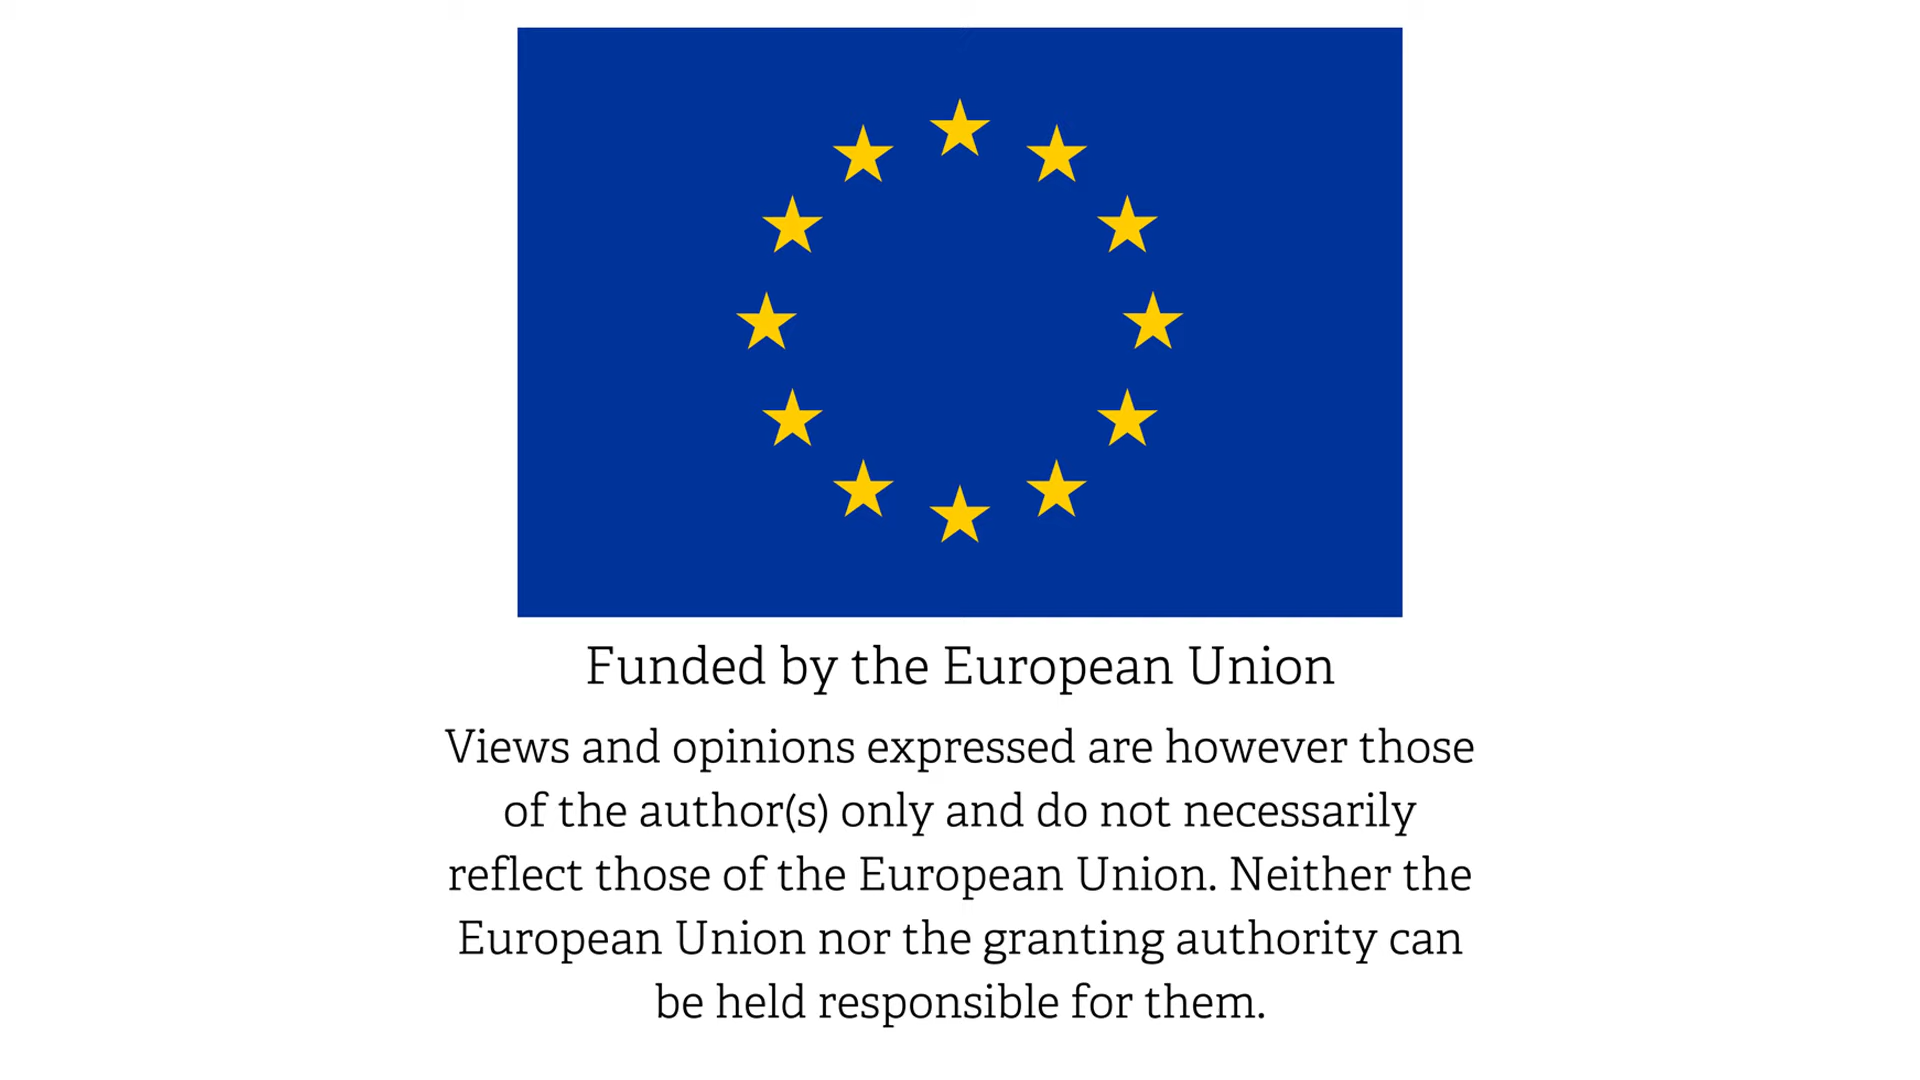 Funded by the European Union
Views and opinions expressed are however those
of the author(s) only and do not necessarily
reflect those of the European Union. Neither the
European Union nor the granting authority can
be held responsible for them.